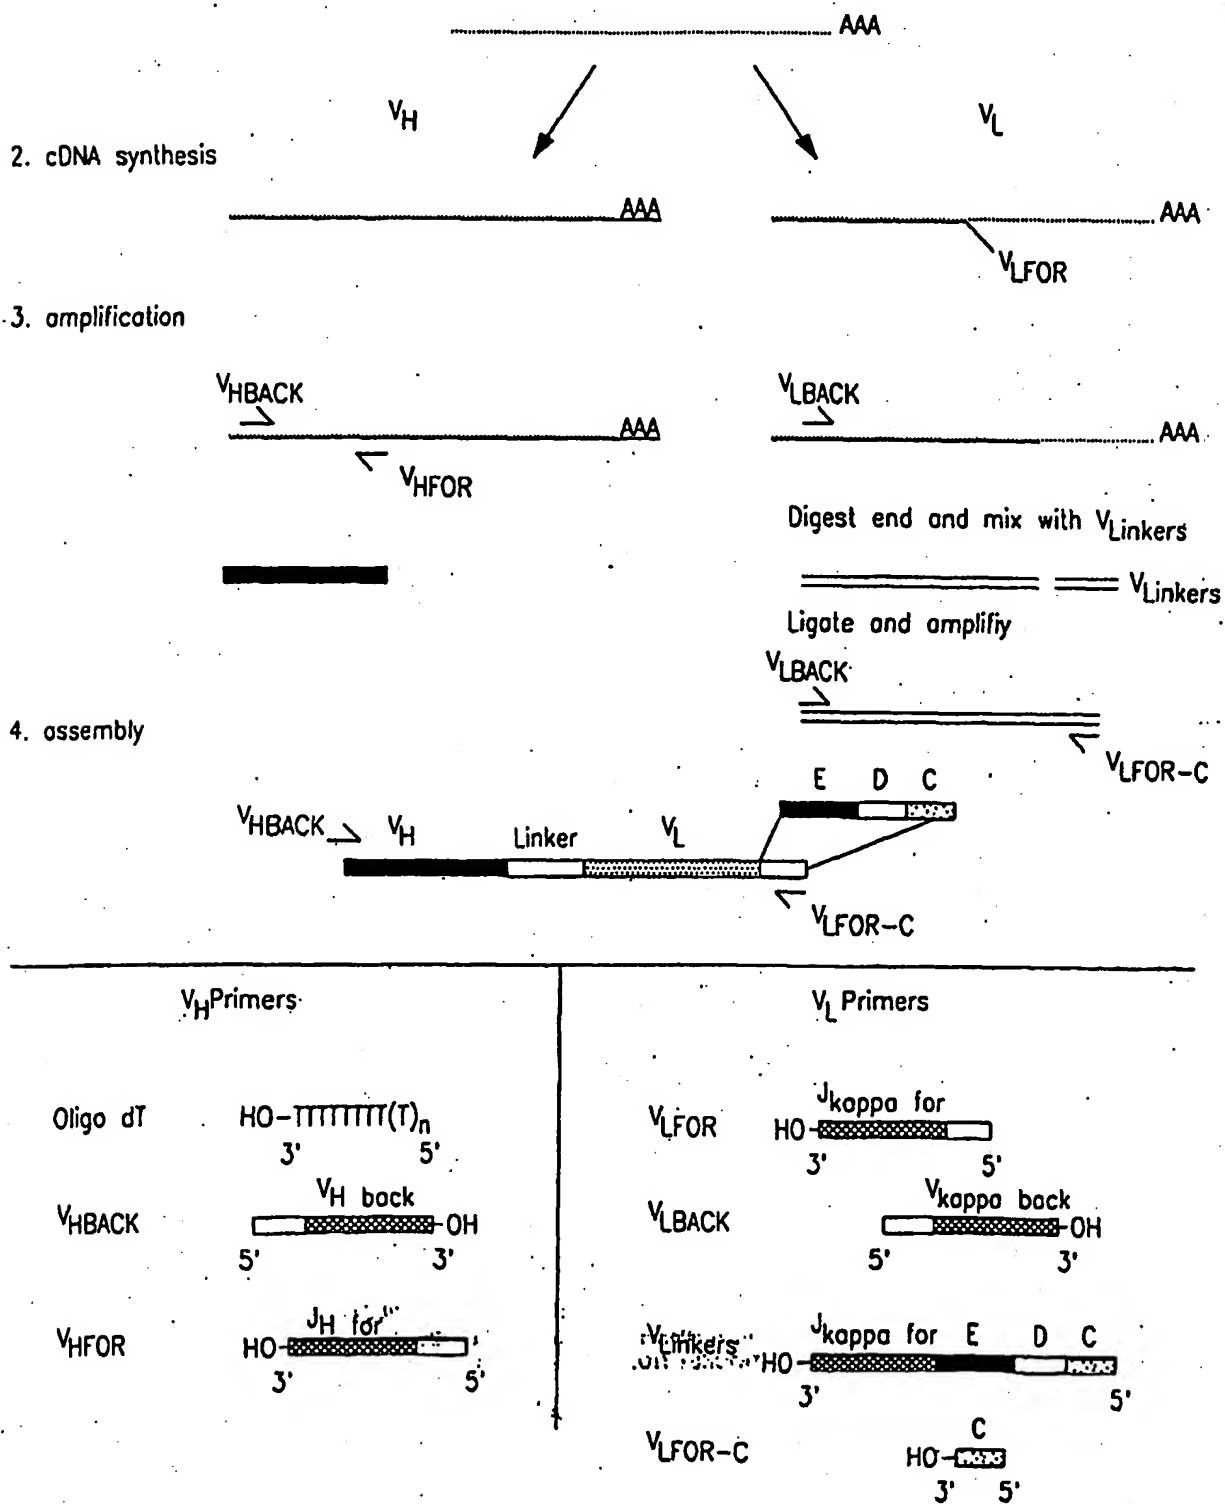 AAA
VH VL
2. cDNA synthesis
AAA AAA
VLFOR
3. amplification
VHBACK VLBACK
AAA AAA
VHFOR
Digest end and mix with VLinkers
VLinkers
Ligate and amplifiy
VLBACK
4. assembly
VLFOR-C
E D C
VHBACK VH Linker VL
VLFOR-C
VH Primers VL Primers
Oligo dT HO-TTTTTTTT(T)n
3' 5'
VLFOR HO- Jkappa for
3' 5'
VHBACK VH back -OH
5' 3'
VLBACK Vkappa back -OH
5' 3'
VHFOR HO- JH for
3' 5'
VLinkers HO- Jkappa for E D C
3' 5'
VLFOR-C HO- C
3' 5'